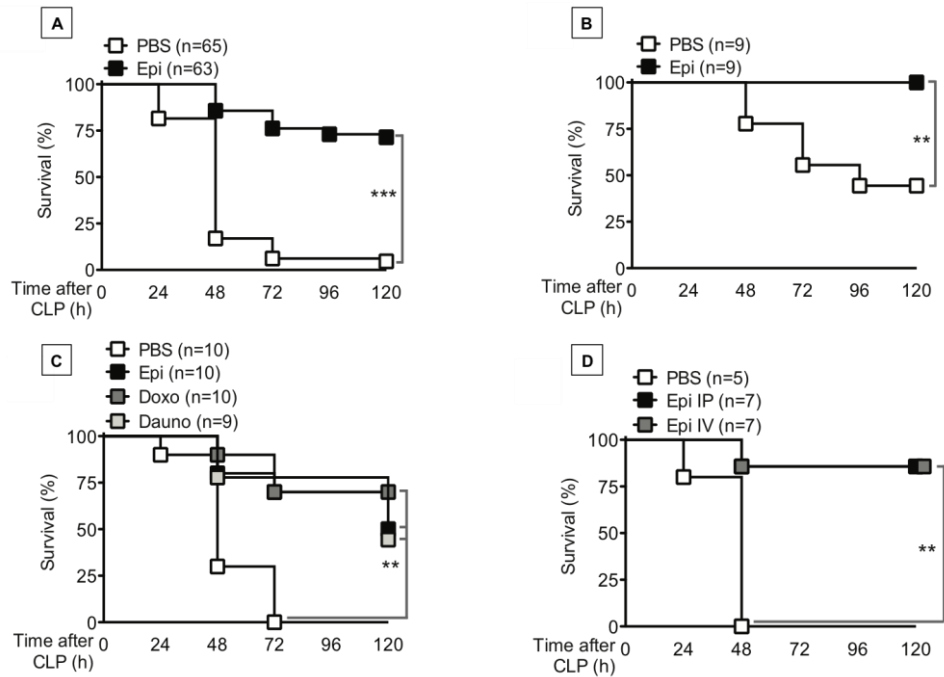 A
PBS (n=65)
Epi (n=63)
100
75
50
25
0
Survival (%)
***
Time after
CLP (h)
0 24 48 72 96 120
B
PBS (n=9)
Epi (n=9)
100
75
50
25
0
Survival (%)
**
Time after
CLP (h)
0 24 48 72 96 120
C
PBS (n=10)
Epi (n=10)
Doxo (n=10)
Dauno (n=9)
100
75
50
25
0
Survival (%)
**
Time after
CLP (h)
0 24 48 72 96 120
D
PBS (n=5)
Epi IP (n=7)
Epi IV (n=7)
100
75
50
25
0
Survival (%)
**
Time after
CLP (h)
0 24 48 72 96 120